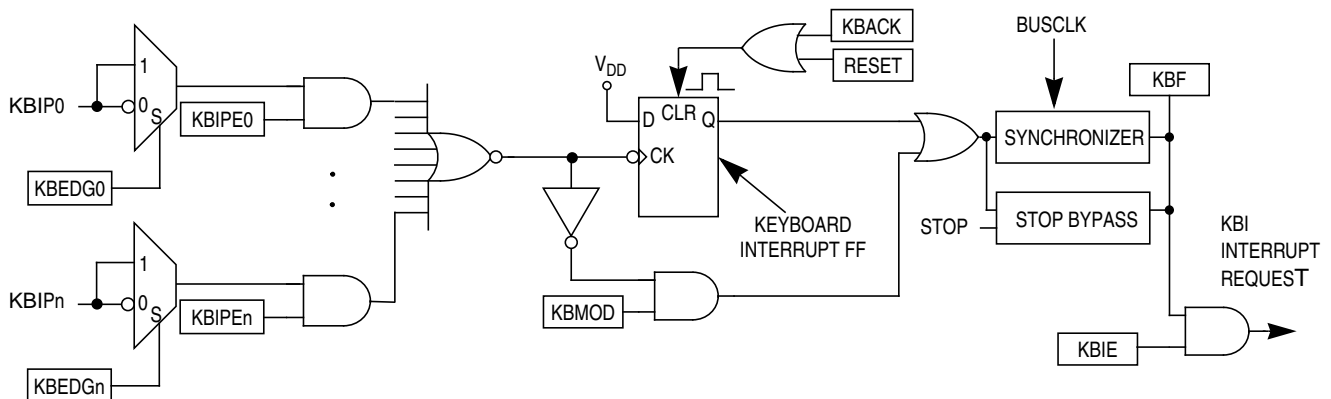 KBACK
RESET
BUSCLK
VDD
KBF
1
KBIP0
0
S
KBIPE0
D CLR Q
SYNCHRONIZER
CK
KBEDG0
KEYBOARD
INTERRUPT FF
STOP BYPASS
STOP
KBI
INTERRUPT
REQUEST
1
KBIPn
0
S
KBIPEn
KBMOD
KBIE
KBEDGn